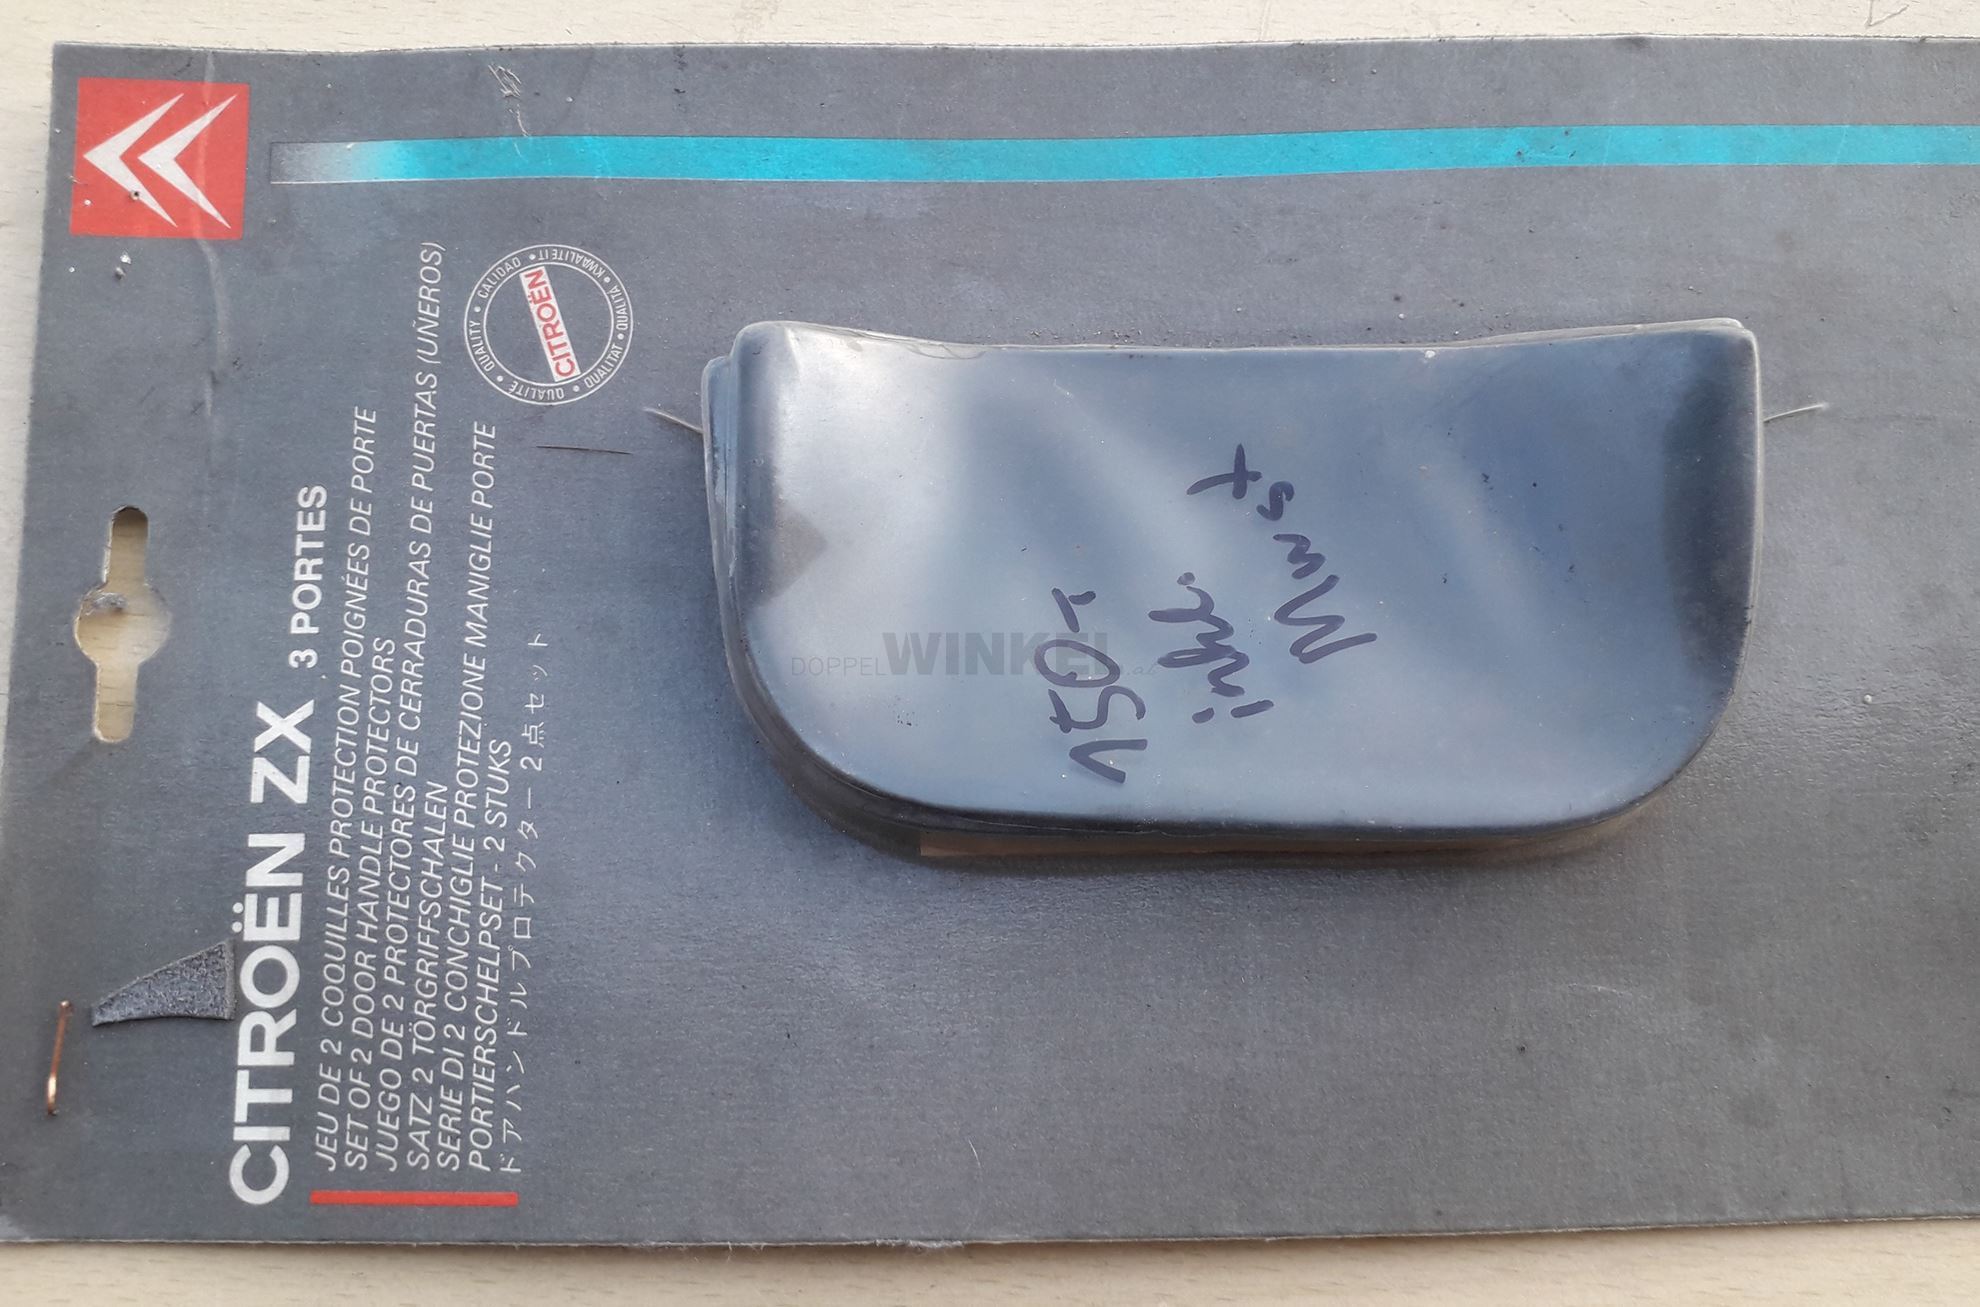 CITROËN ZX 3 PORTES
JEU DE 2 COQUILLES PROTECTION POIGNÉES DE PORTE
SET OF 2 DOOR HANDLE PROTECTORS
JUEGO DE 2 PROTECTORES DE CERRADURAS DE PUERTAS (UÑEROS)
SATZ 2 TÖRGRIFFSCHALEN
SERIE DI 2 CONCHIGLIE PROTEZIONE MANIGLIE PORTE
PORTIERSCHELPSET - 2 STUKS
ドアハンドルプロテクター 2点セット
QUALITÉ • QUALITY • CALIDAD • KWAALITEIT • QUALITA • QUALITAT •
CITROËN
150,-
inkl.
Mwst
DOPPELWINKEL